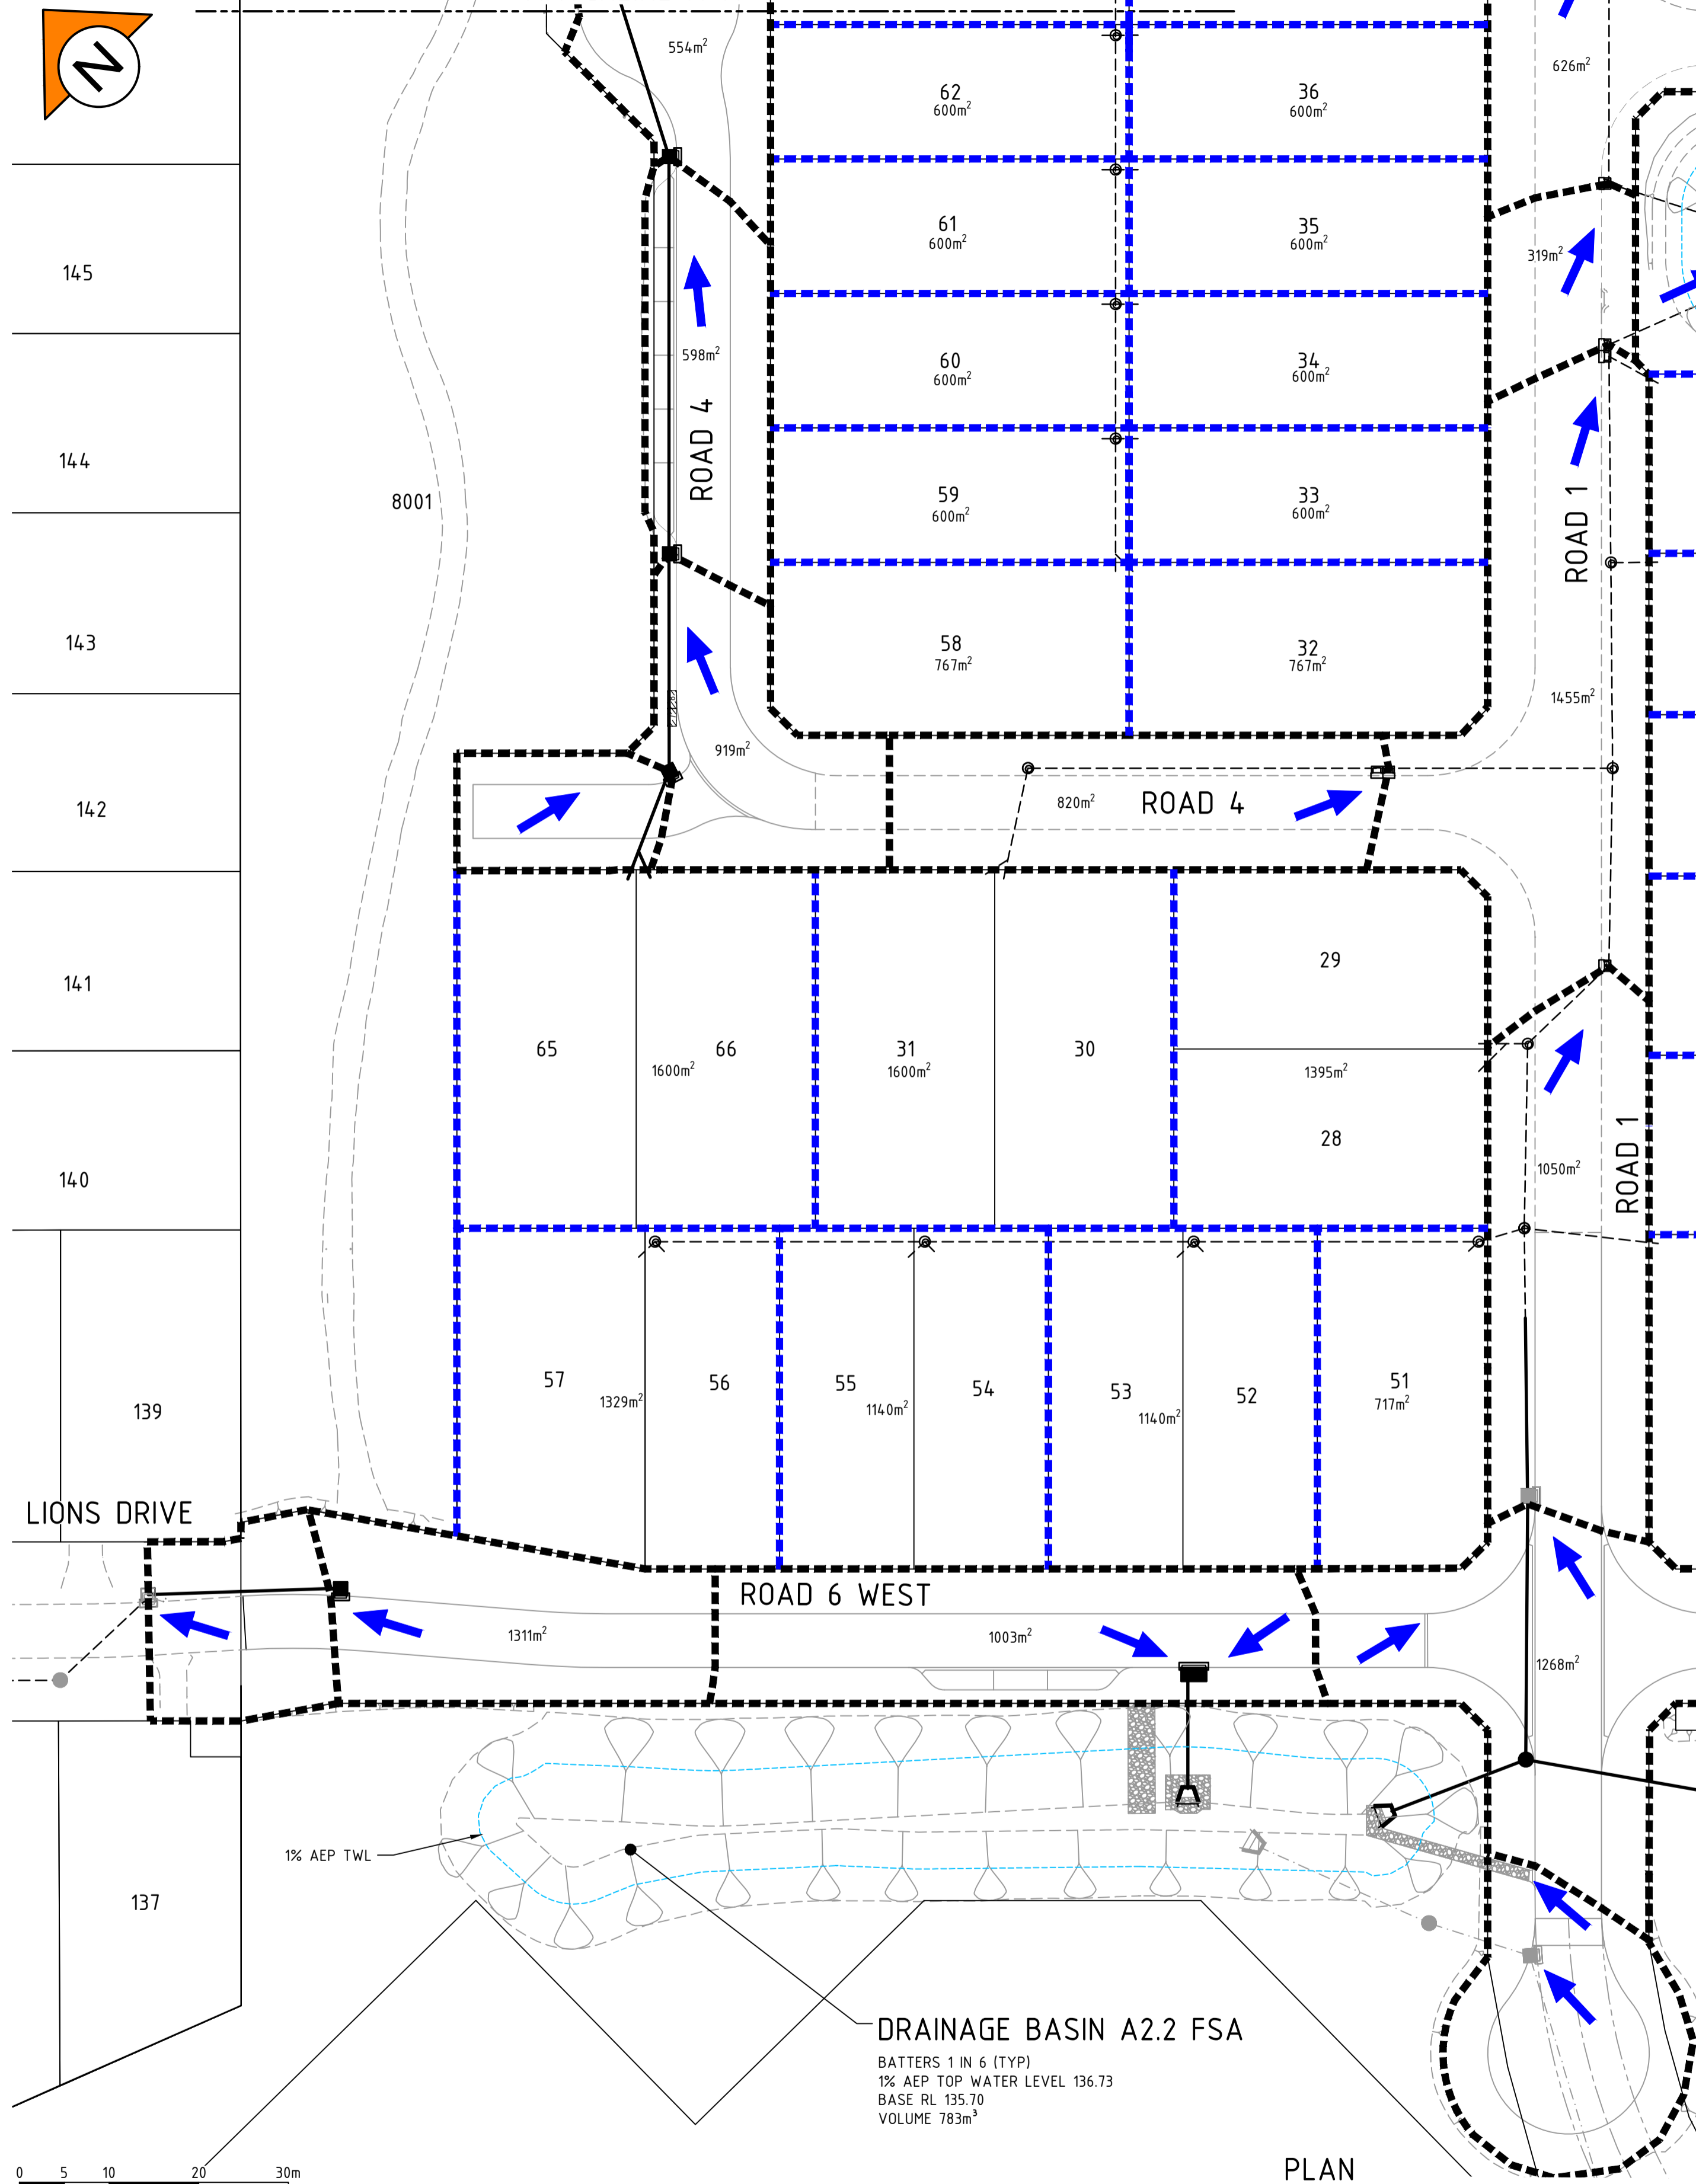 N
554m²
626m²
62
600m²
36
600m²
61
600m²
35
600m²
319m²
145
598m²
60
600m²
34
600m²
144
ROAD 4
8001
59
600m²
33
600m²
ROAD 1
143
58
767m²
32
767m²
1455m²
919m²
142
820m²
ROAD 4
29
141
65
66
1600m²
31
1600m²
30
1395m²
28
140
1050m²
ROAD 1
57
1329m²
56
55
1140m²
54
53
1140m²
52
51
717m²
139
LIONS DRIVE
ROAD 6 WEST
1311m²
1003m²
1268m²
1% AEP TWL
137
DRAINAGE BASIN A2.2 FSA
BATTERS 1 IN 6 (TYP)
1% AEP TOP WATER LEVEL 136.73
BASE RL 135.70
VOLUME 783m³
PLAN
0 5 10 20 30m